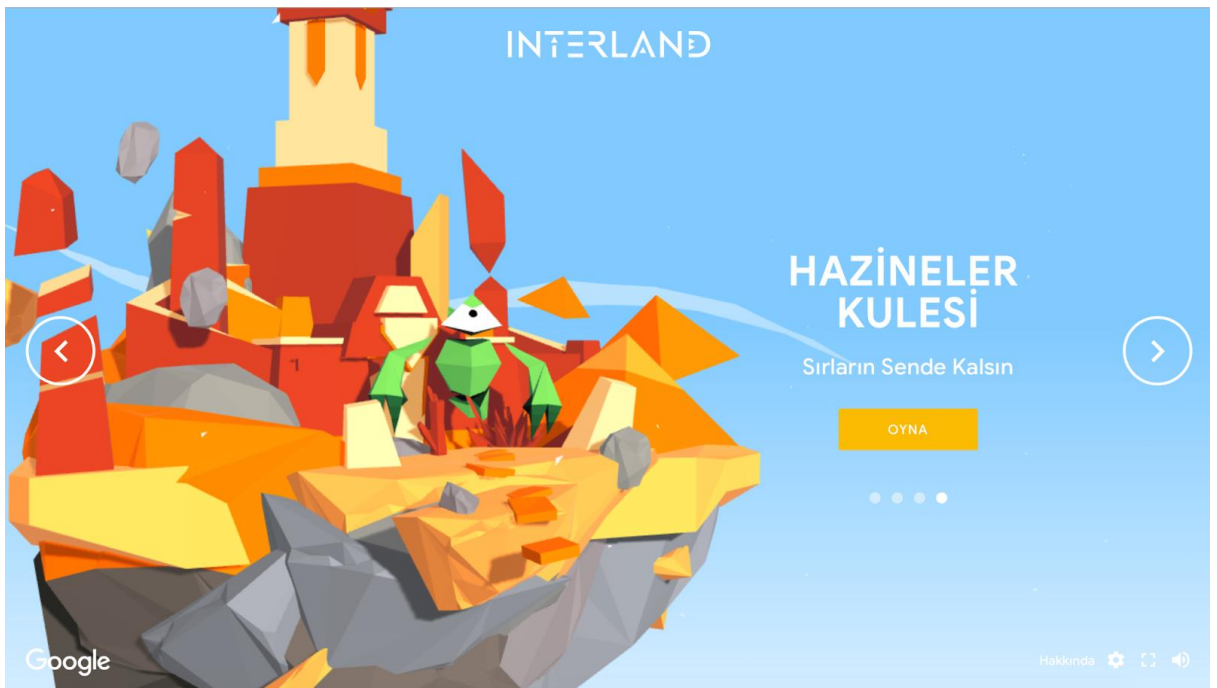 INTERLAND
HAZİNELER
KULESİ
Sırların Sende Kalsın
OYNA
Google
Hakkında